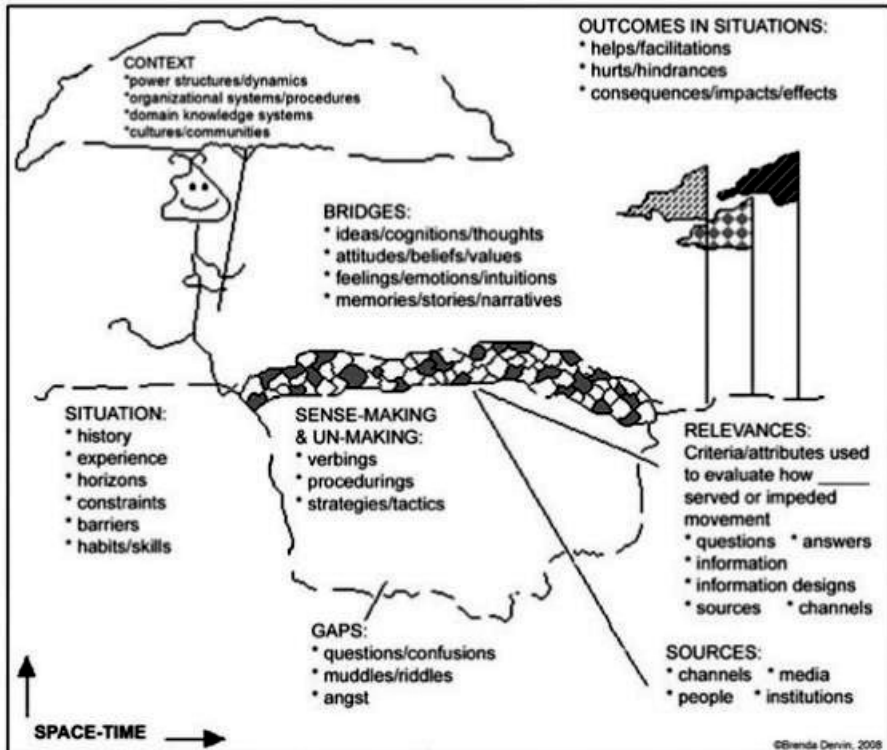 OUTCOMES IN SITUATIONS:
* helps/facilitations
* hurts/hindrances
* consequences/impacts/effects
CONTEXT
*power structures/dynamics
*organizational systems/procedures
*domain knowledge systems
*cultures/communities
BRIDGES:
* ideas/cognitions/thoughts
* attitudes/beliefs/values
* feelings/emotions/intuitions
* memories/stories/narratives
SITUATION:
* history
* experience
* horizons
* constraints
* barriers
* habits/skills
SENSE-MAKING
& UN-MAKING:
* verbings
* procedurings
* strategies/tactics
RELEVANCES:
Criteria/attributes used
to evaluate how _____
served or impeded
movement
* questions * answers
* information
* information designs
* sources * channels
GAPS:
* questions/confusions
* muddles/riddles
* angst
SOURCES:
* channels * media
* people * institutions
SPACE-TIME
©Brenda Dervin, 2008